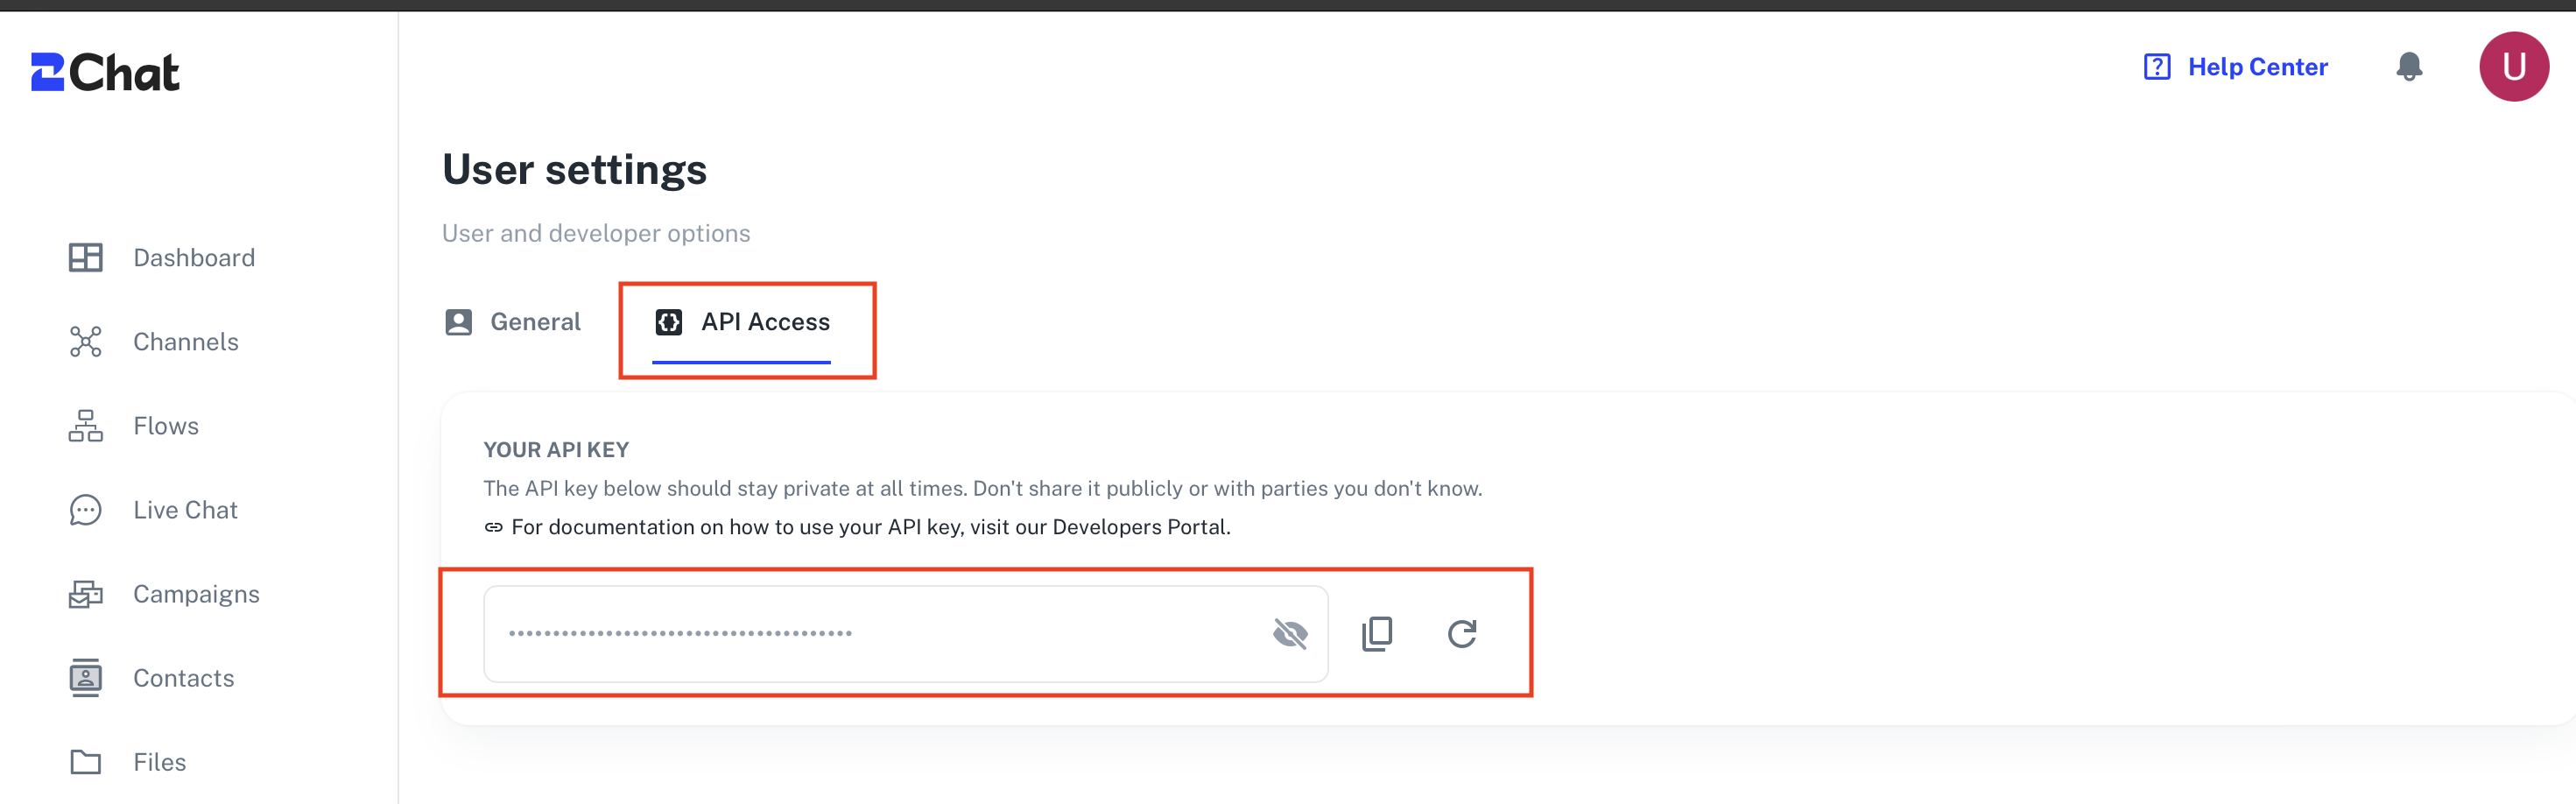 2Chat
Help Center
U
User settings
User and developer options
Dashboard
Channels
Flows
Live Chat
Campaigns
Contacts
Files
General
API Access
YOUR API KEY
The API key below should stay private at all times. Don't share it publicly or with parties you don't know.
For documentation on how to use your API key, visit our Developers Portal.